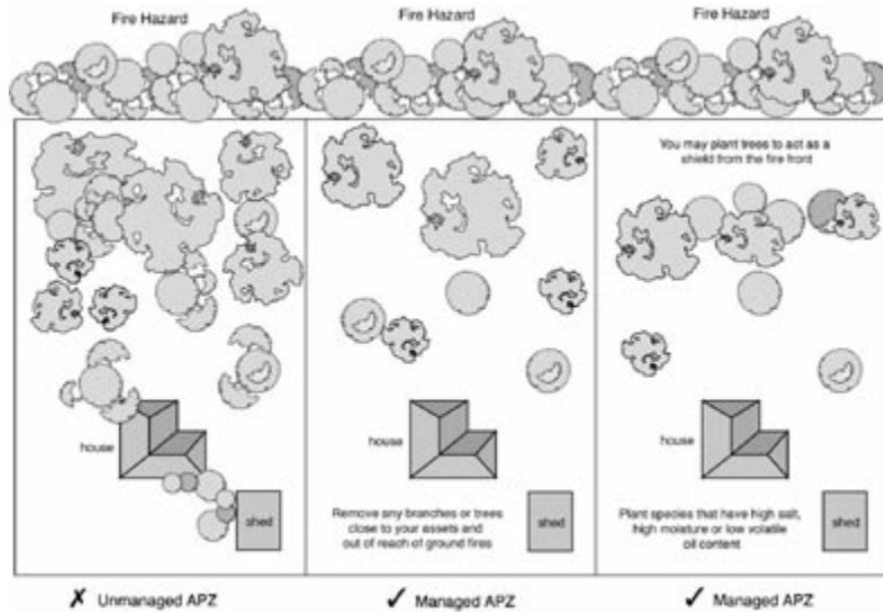 Fire Hazard
Fire Hazard
Fire Hazard
You may plant trees to act as a
shield from the fire front
house
house
house
Remove any branches or trees
close to your assets and
out of reach of ground fires
Plant species that have high salt,
high moisture or low volatile
oil content
shed
shed
shed
✗ Unmanaged APZ
✓ Managed APZ
✓ Managed APZ